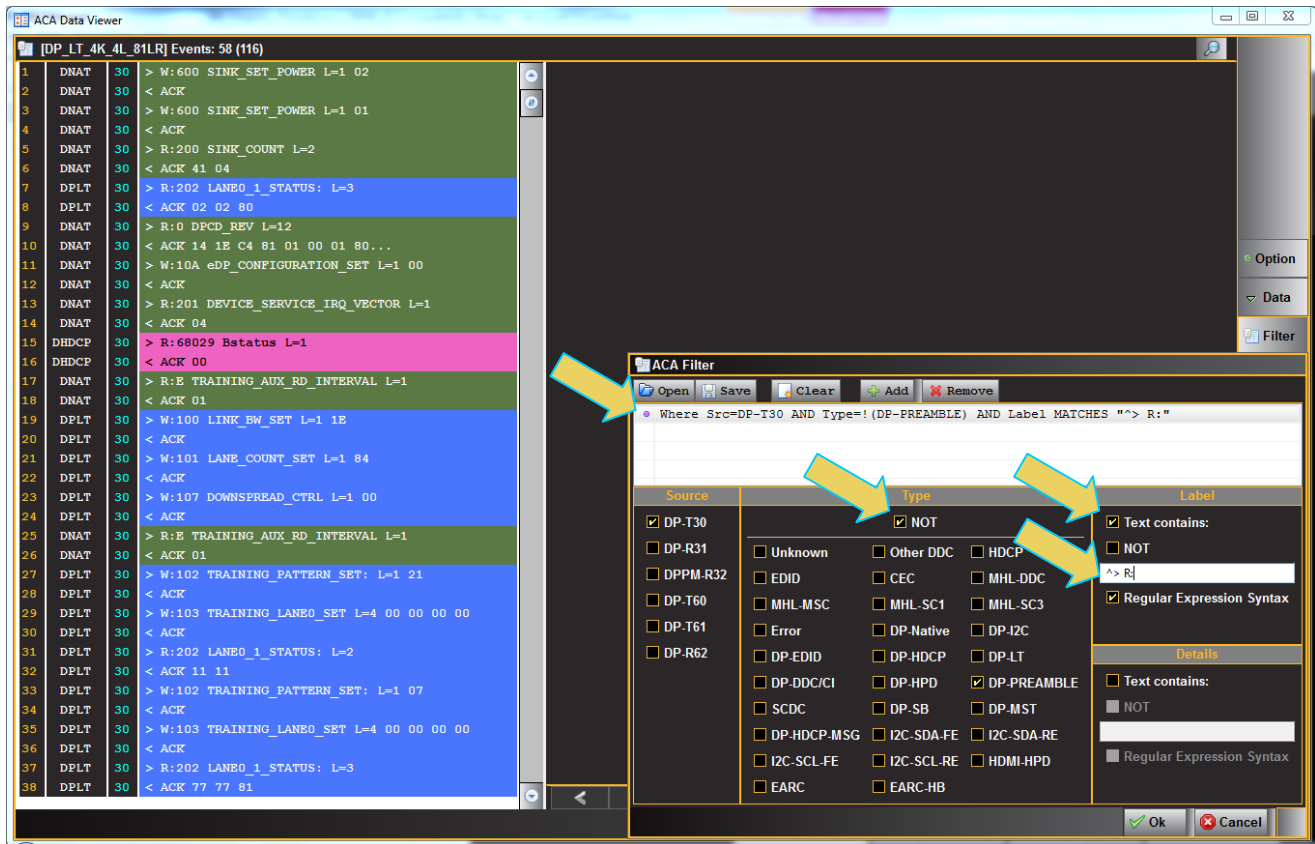 ACA Data Viewer
[DP_LT_4K_4L_81LR] Events: 58 (116)
1 DNAT 30 > W:600 SINK_SET_POWER L=1 02
2 DNAT 30 < ACK
3 DNAT 30 > W:600 SINK_SET_POWER L=1 01
4 DNAT 30 < ACK
5 DNAT 30 > R:200 SINK_COUNT L=2
6 DNAT 30 < ACK 41 04
7 DPLT 30 > R:202 LANE0_1_STATUS: L=3
8 DPLT 30 < ACK 02 02 80
9 DNAT 30 > R:0 DPCD_REV L=12
10 DNAT 30 < ACK 14 1E C4 81 01 00 01 80...
11 DNAT 30 > W:10A eDP_CONFIGURATION_SET L=1 00
12 DNAT 30 < ACK
13 DNAT 30 > R:201 DEVICE_SERVICE_IRQ_VECTOR L=1
14 DNAT 30 < ACK 04
15 DHDCP 30 > R:68029 Bstatus L=1
16 DHDCP 30 < ACK 00
17 DNAT 30 > R:E TRAINING_AUX_RD_INTERVAL L=1
18 DNAT 30 < ACK 01
19 DPLT 30 > W:100 LINK_BW_SET L=1 1E
20 DPLT 30 < ACK
21 DPLT 30 > W:101 LANE_COUNT_SET L=1 84
22 DPLT 30 < ACK
23 DPLT 30 > W:107 DOWNSPREAD_CTRL L=1 00
24 DPLT 30 < ACK
25 DNAT 30 > R:E TRAINING_AUX_RD_INTERVAL L=1
26 DNAT 30 < ACK 01
27 DPLT 30 > W:102 TRAINING_PATTERN_SET: L=1 21
28 DPLT 30 < ACK
29 DPLT 30 > W:103 TRAINING_LANE0_SET L=4 00 00 00 00
30 DPLT 30 < ACK
31 DPLT 30 > R:202 LANE0_1_STATUS: L=2
32 DPLT 30 < ACK 11 11
33 DPLT 30 > W:102 TRAINING_PATTERN_SET: L=1 07
34 DPLT 30 < ACK
35 DPLT 30 > W:103 TRAINING_LANE0_SET L=4 00 00 00 00
36 DPLT 30 < ACK
37 DPLT 30 > R:202 LANE0_1_STATUS: L=3
38 DPLT 30 < ACK 77 77 81
Option
Data
Filter
ACA Filter
Open Save Clear Add Remove
Where Src=DP-T30 AND Type=!(DP-PREAMBLE) AND Label MATCHES "^> R:"
Source Type Label
DP-T30
DP-R31
DPPM-R32
DP-T60
DP-T61
DP-R62
NOT
Unknown Other DDC HDCP
EDID CEC MHL-DDC
MHL-MSC MHL-SC1 MHL-SC3
Error DP-Native DP-I2C
DP-EDID DP-HDCP DP-LT
DP-DDC/CI DP-HPD DP-PREAMBLE
SCDC DP-SB DP-MST
DP-HDCP-MSG I2C-SDA-FE I2C-SDA-RE
I2C-SCL-FE I2C-SCL-RE HDMI-HPD
EARC EARC-HB
Text contains:
NOT
^> R:
Regular Expression Syntax
Details
Text contains:
NOT
Regular Expression Syntax
Ok Cancel